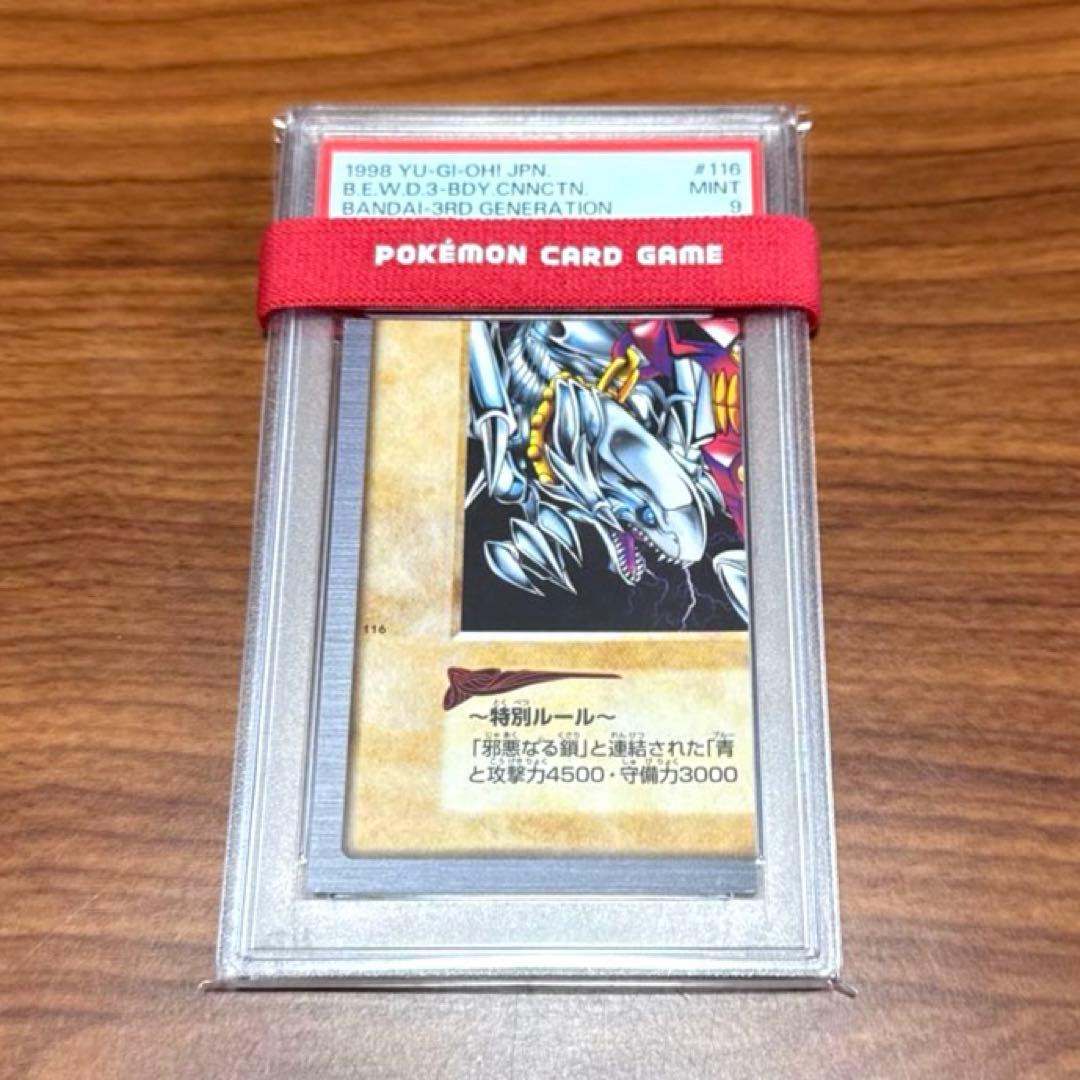 1998 YU-GI-OH! JPN. #116
B.E.W.D.3-BDY.CNNCTN. MINT
BANDAI-3RD GENERATION 9
POKÉMON CARD GAME
116
～特別ルール～
「邪悪なる鎖」と連結された「青
と攻撃力4500・守備力3000